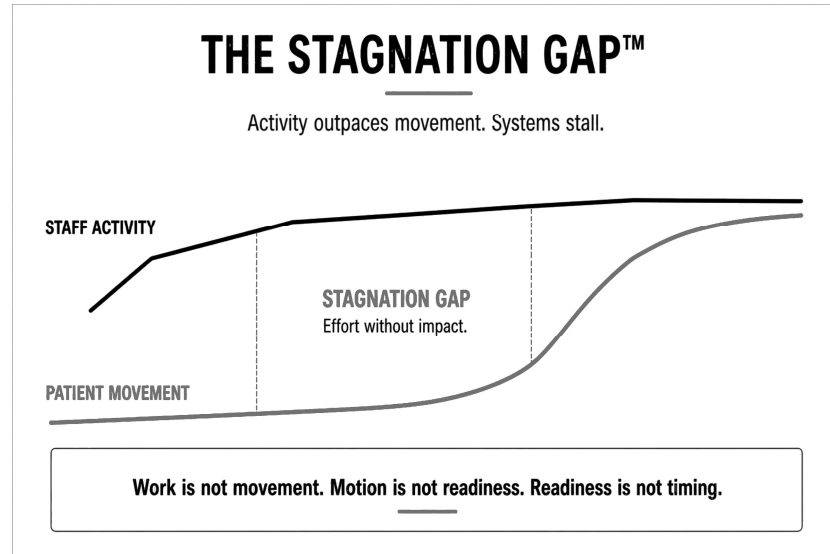 THE STAGNATION GAP™
Activity outpaces movement. Systems stall.
STAFF ACTIVITY
STAGNATION GAP
Effort without impact.
PATIENT MOVEMENT
Work is not movement. Motion is not readiness. Readiness is not timing.